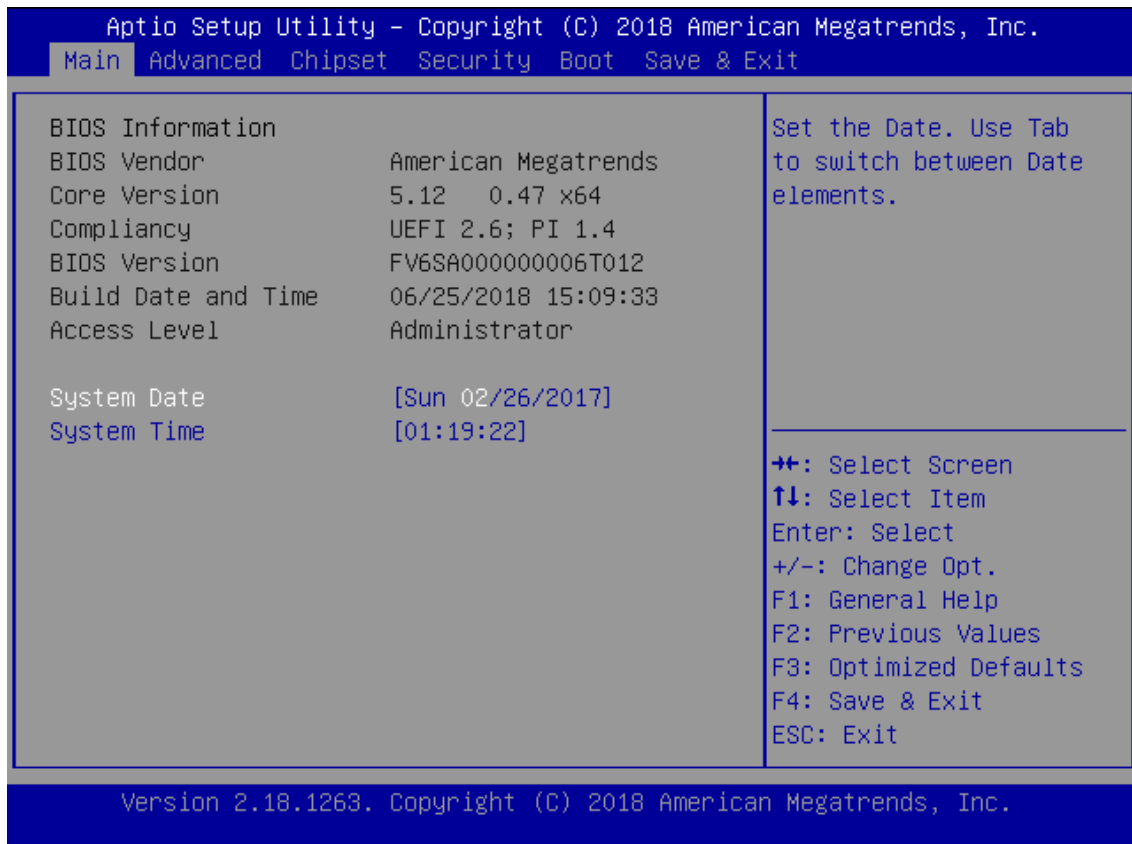 Aptio Setup Utility – Copyright (C) 2018 American Megatrends, Inc.
Main Advanced Chipset Security Boot Save & Exit
BIOS Information
BIOS Vendor American Megatrends
Core Version 5.12 0.47 x64
Compliancy UEFI 2.6; PI 1.4
BIOS Version FV6SA000000006T012
Build Date and Time 06/25/2018 15:09:33
Access Level Administrator
System Date [Sun 02/26/2017]
System Time [01:19:22]
Set the Date. Use Tab
to switch between Date
elements.
→←: Select Screen
↑↓: Select Item
Enter: Select
+/-: Change Opt.
F1: General Help
F2: Previous Values
F3: Optimized Defaults
F4: Save & Exit
ESC: Exit
Version 2.18.1263. Copyright (C) 2018 American Megatrends, Inc.